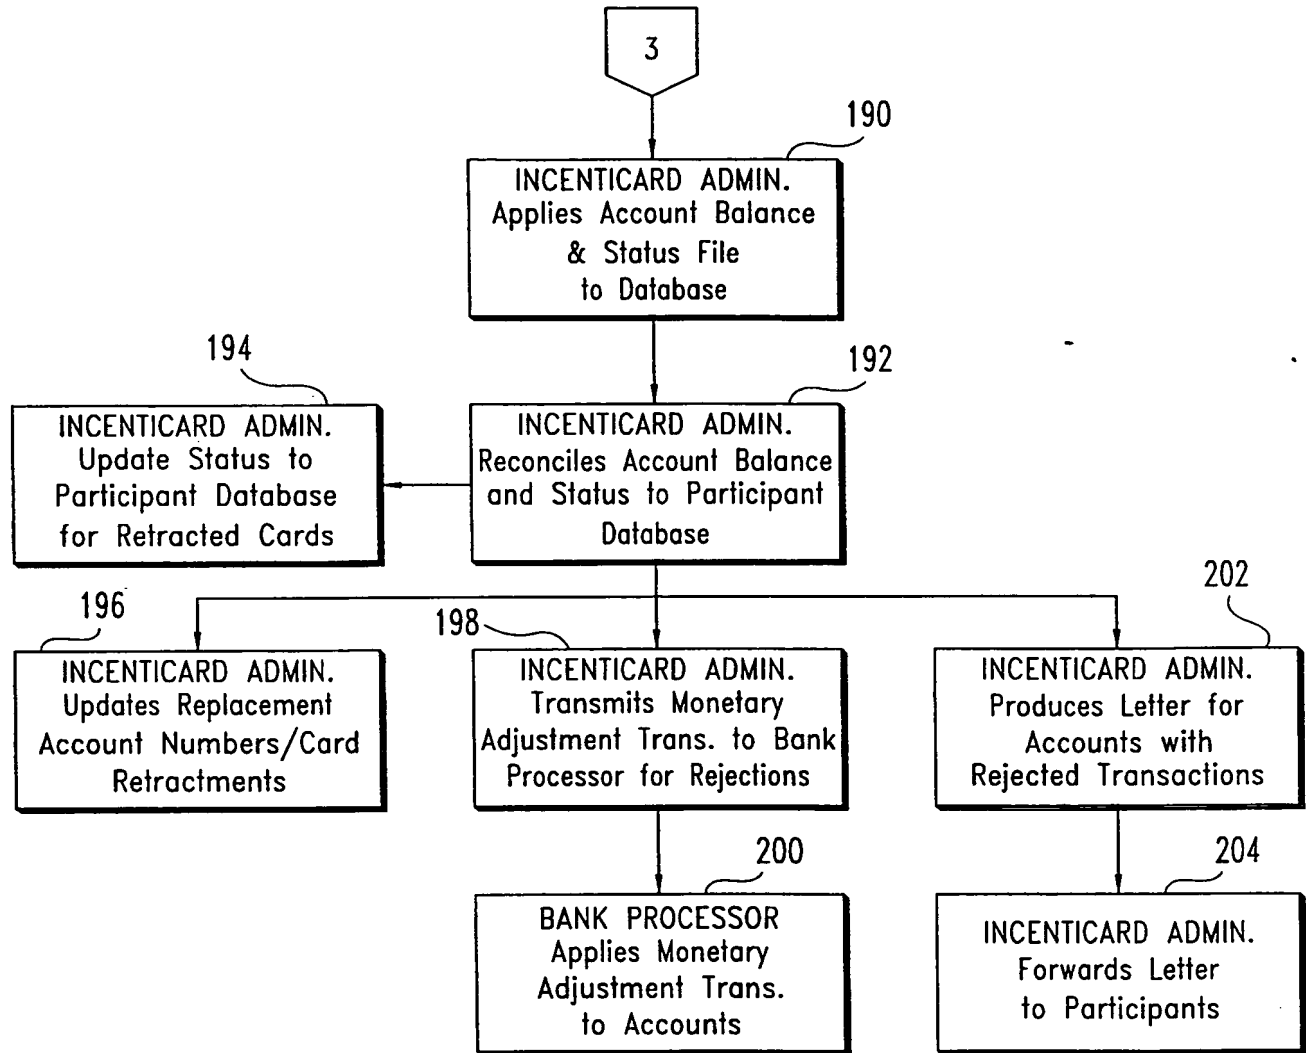 3
190
INCENTICARD ADMIN.
Applies Account Balance
& Status File
to Database
194
INCENTICARD ADMIN.
Update Status to
Participant Database
for Retracted Cards
192
INCENTICARD ADMIN.
Reconciles Account Balance
and Status to Participant
Database
196
INCENTICARD ADMIN.
Updates Replacement
Account Numbers/Card
Retractments
198
INCENTICARD ADMIN.
Transmits Monetary
Adjustment Trans. to Bank
Processor for Rejections
202
INCENTICARD ADMIN.
Produces Letter for
Accounts with
Rejected Transactions
200
BANK PROCESSOR
Applies Monetary
Adjustment Trans.
to Accounts
204
INCENTICARD ADMIN.
Forwards Letter
to Participants